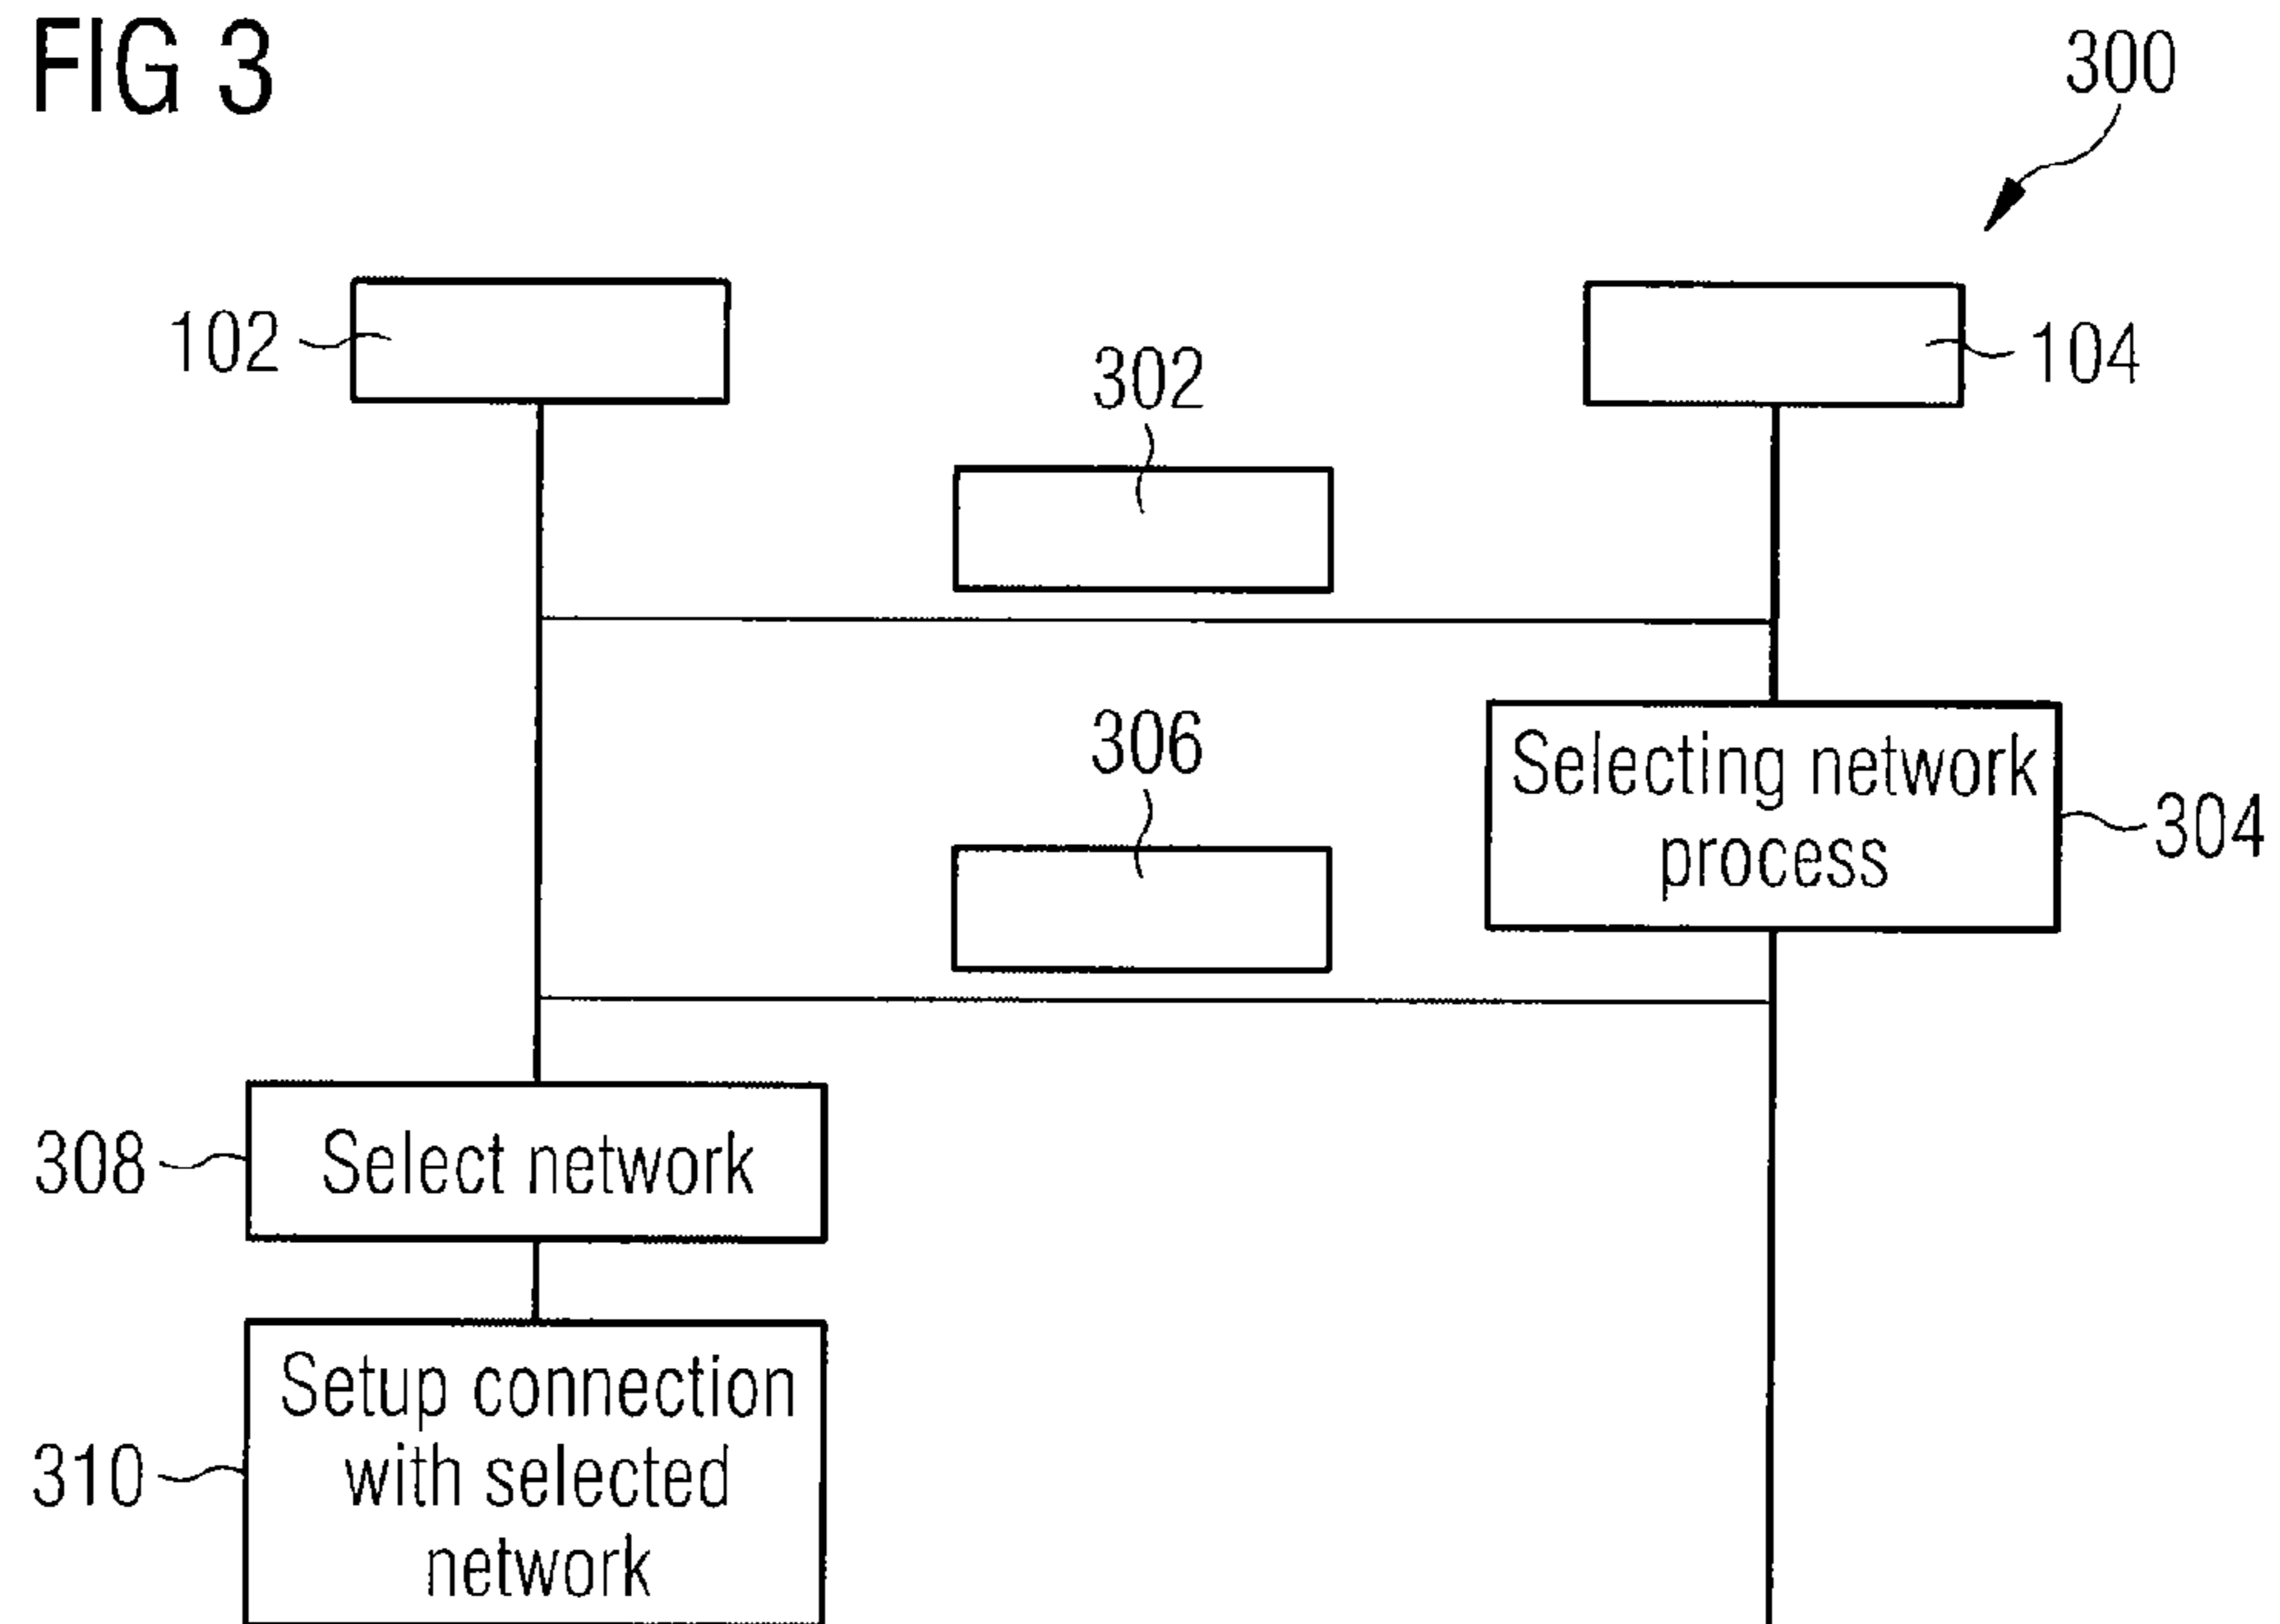 FIG 3
300
102
104
302
306
Selecting network
process
304
308
Select network
310
Setup connection
with selected
network